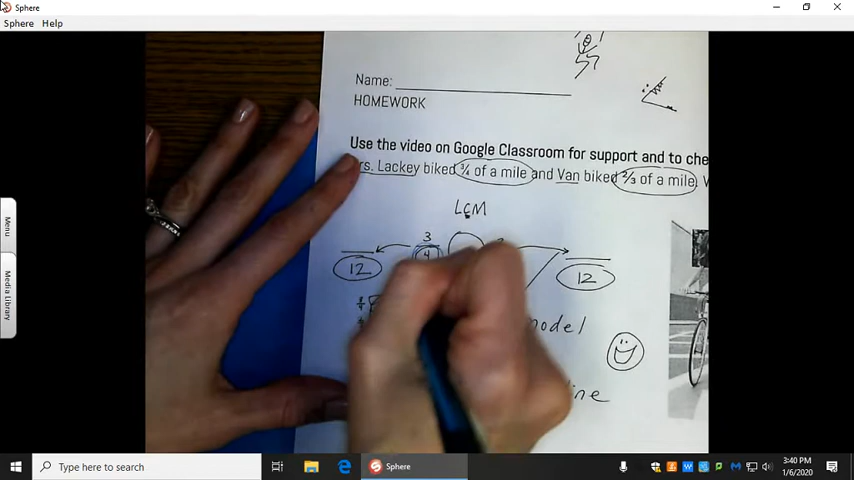 Sphere
Sphere Help
Name:
HOMEWORK
Use the video on Google Classroom for support and to che
rs. Lackey biked ¾ of a mile and Van biked ⅔ of a mile.
LCM
3
4
12
12
model
ine
Menu
Media Library
Type here to search
Sphere
3:40 PM
1/6/2020